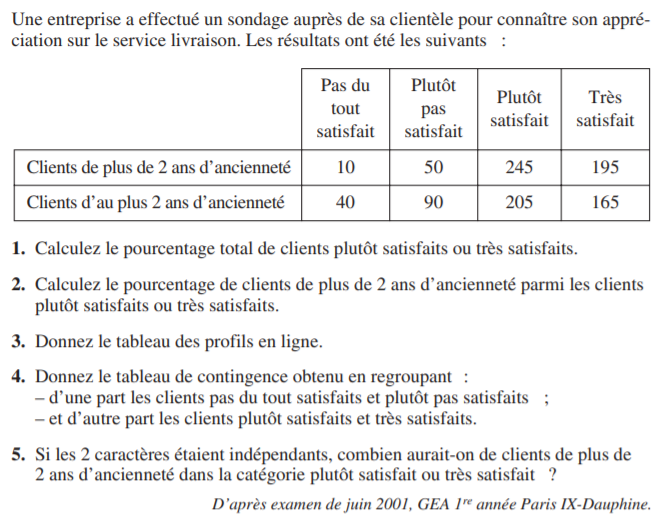 Une entreprise a effectué un sondage auprès de sa clientèle pour connaître son appré-
ciation sur le service livraison. Les résultats ont été les suivants :
Pas du tout satisfait | Plutôt pas satisfait | Plutôt satisfait | Très satisfait
Clients de plus de 2 ans d'ancienneté | 10 | 50 | 245 | 195
Clients d'au plus 2 ans d'ancienneté | 40 | 90 | 205 | 165
1. Calculez le pourcentage total de clients plutôt satisfaits ou très satisfaits.
2. Calculez le pourcentage de clients de plus de 2 ans d'ancienneté parmi les clients
plutôt satisfaits ou très satisfaits.
3. Donnez le tableau des profils en ligne.
4. Donnez le tableau de contingence obtenu en regroupant :
– d'une part les clients pas du tout satisfaits et plutôt pas satisfaits ;
– et d'autre part les clients plutôt satisfaits et très satisfaits.
5. Si les 2 caractères étaient indépendants, combien aurait-on de clients de plus de
2 ans d'ancienneté dans la catégorie plutôt satisfait ou très satisfait ?
D'après examen de juin 2001, GEA 1re année Paris IX-Dauphine.